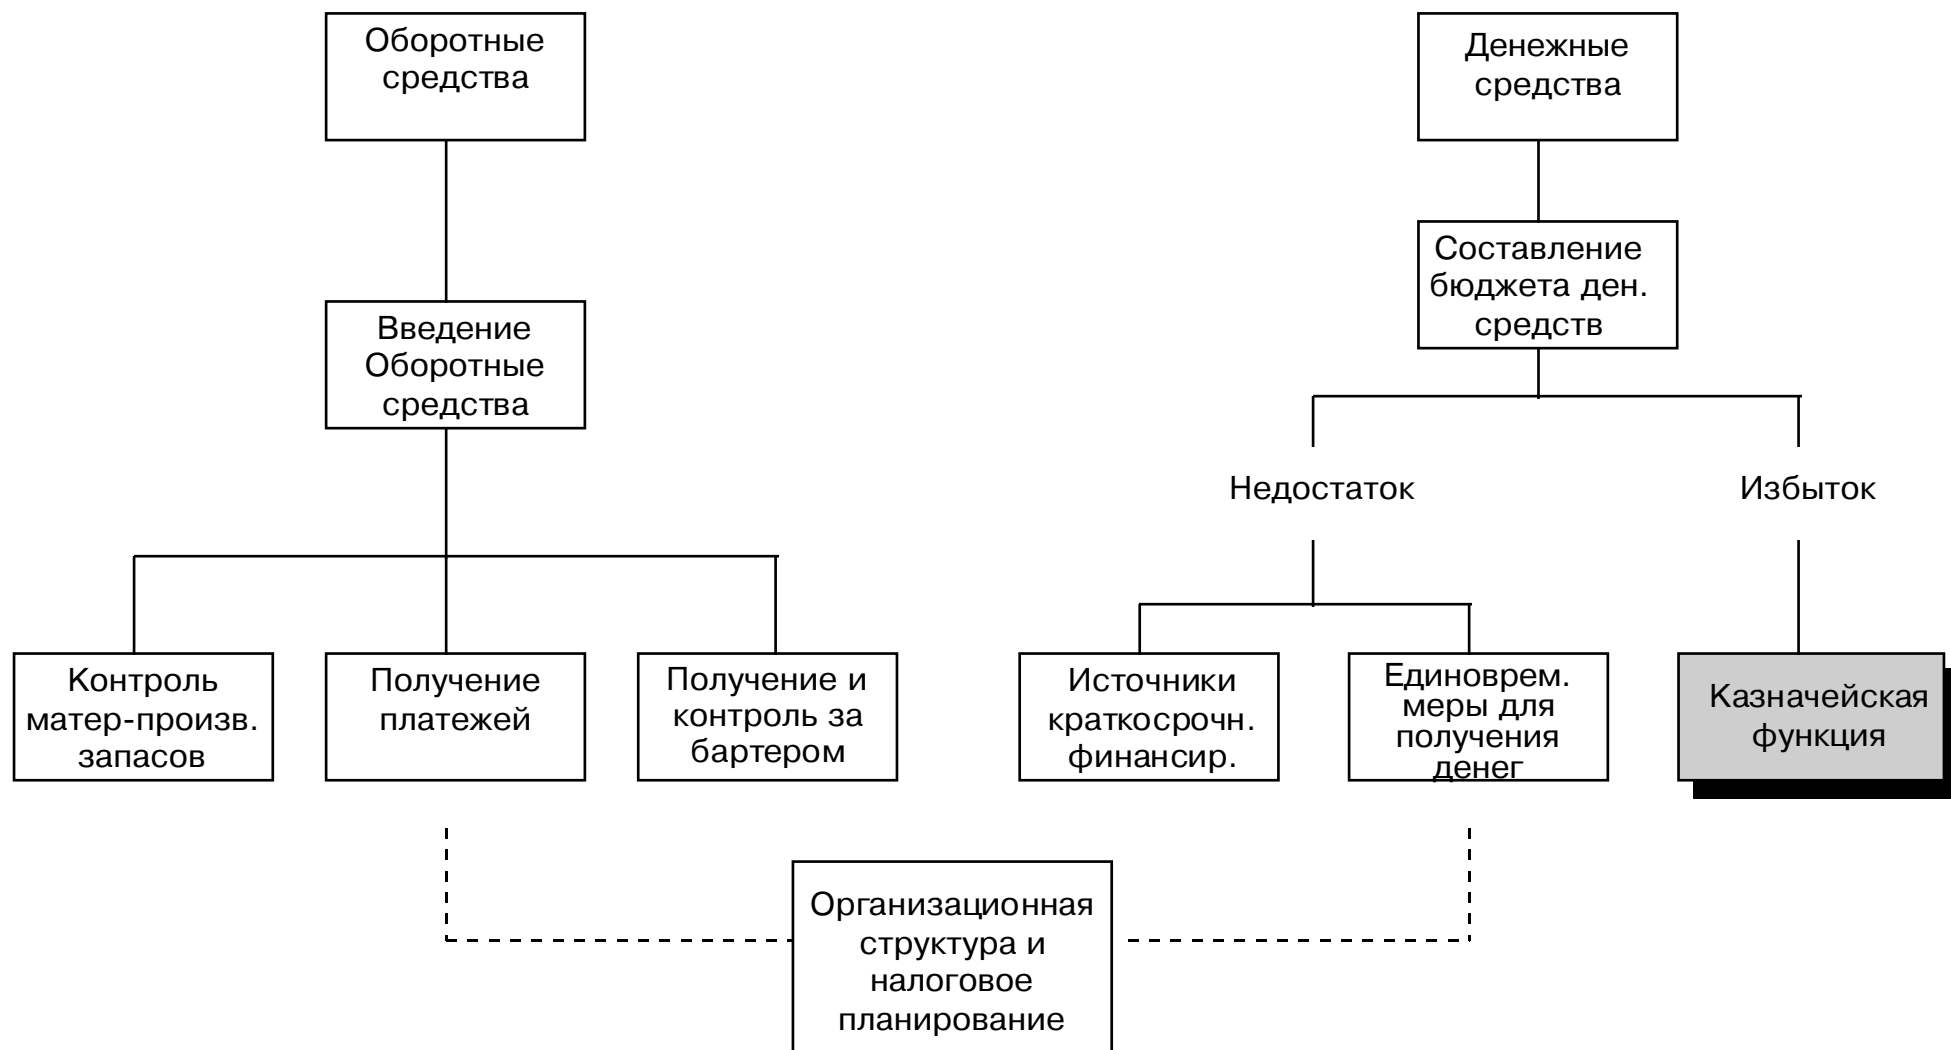 Оборотные
средства
Денежные
средства
Составление
бюджета ден.
средств
Введение
Оборотные
средства
Недостаток
Избыток
Контроль
матер-произв.
запасов
Получение
платежей
Получение и
контроль за
бартером
Источники
краткосрочн.
финансир.
Единоврем.
меры для
получения
денег
Казначейская
функция
Организационная
структура и
налоговое
планирование